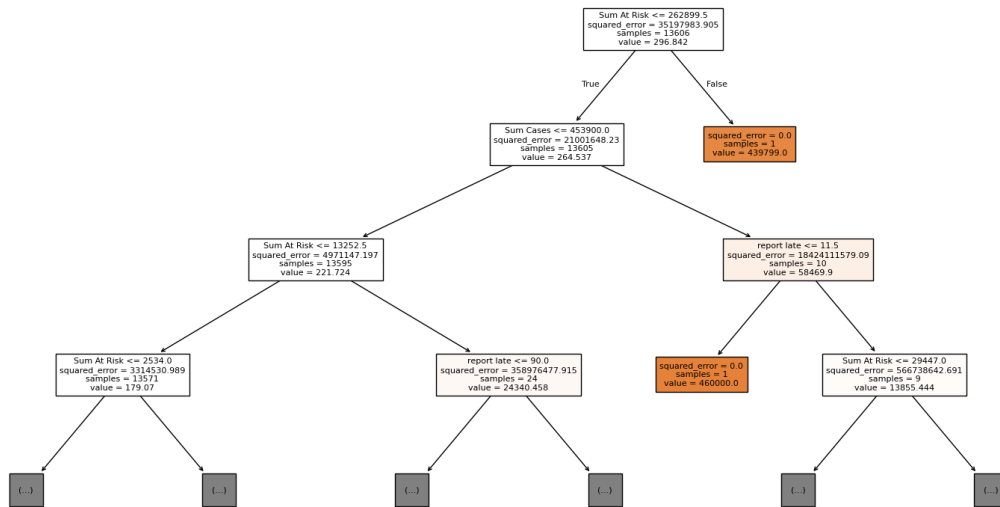 Sum At Risk <= 262899.5
squared_error = 35197983.905
samples = 13606
value = 296.842
True
False
Sum Cases <= 453900.0
squared_error = 21001648.23
samples = 13605
value = 264.537
squared_error = 0.0
samples = 1
value = 439799.0
Sum At Risk <= 13252.5
squared_error = 4971147.197
samples = 13595
value = 221.724
report late <= 11.5
squared_error = 18424111579.09
samples = 10
value = 58469.9
Sum At Risk <= 2534.0
squared_error = 3314530.989
samples = 13571
value = 179.07
report late <= 90.0
squared_error = 358976477.915
samples = 24
value = 24340.458
squared_error = 0.0
samples = 1
value = 460000.0
Sum At Risk <= 29447.0
squared_error = 566738642.691
samples = 9
value = 13855.444
(...)
(...)
(...)
(...)
(...)
(...)